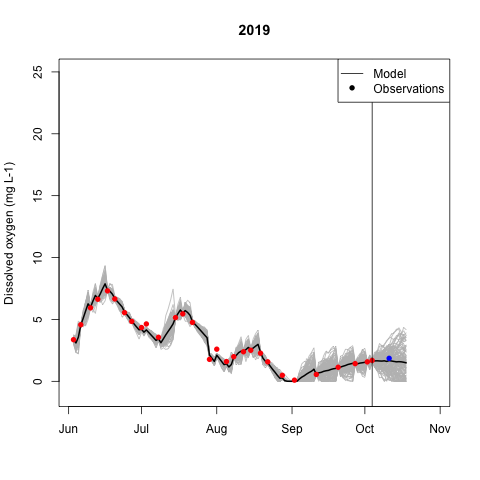 2019
Dissolved oxygen (mg L-1)
25
20
15
10
5
0
Model
Observations
Jun Jul Aug Sep Oct Nov